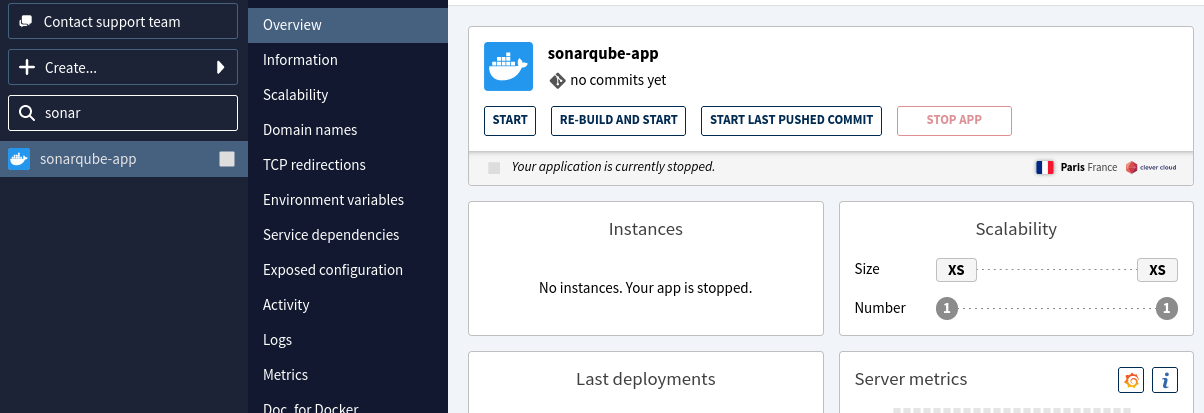 Contact support team
Create...
sonar
sonarqube-app
Overview
Information
Scalability
Domain names
TCP redirections
Environment variables
Service dependencies
Exposed configuration
Activity
Logs
Metrics
Doc. for Docker
sonarqube-app
no commits yet
START RE-BUILD AND START START LAST PUSHED COMMIT STOP APP
Your application is currently stopped. Paris France clever cloud
Instances
No instances. Your app is stopped.
Scalability
Size XS XS
Number 1 1
Last deployments
Server metrics i